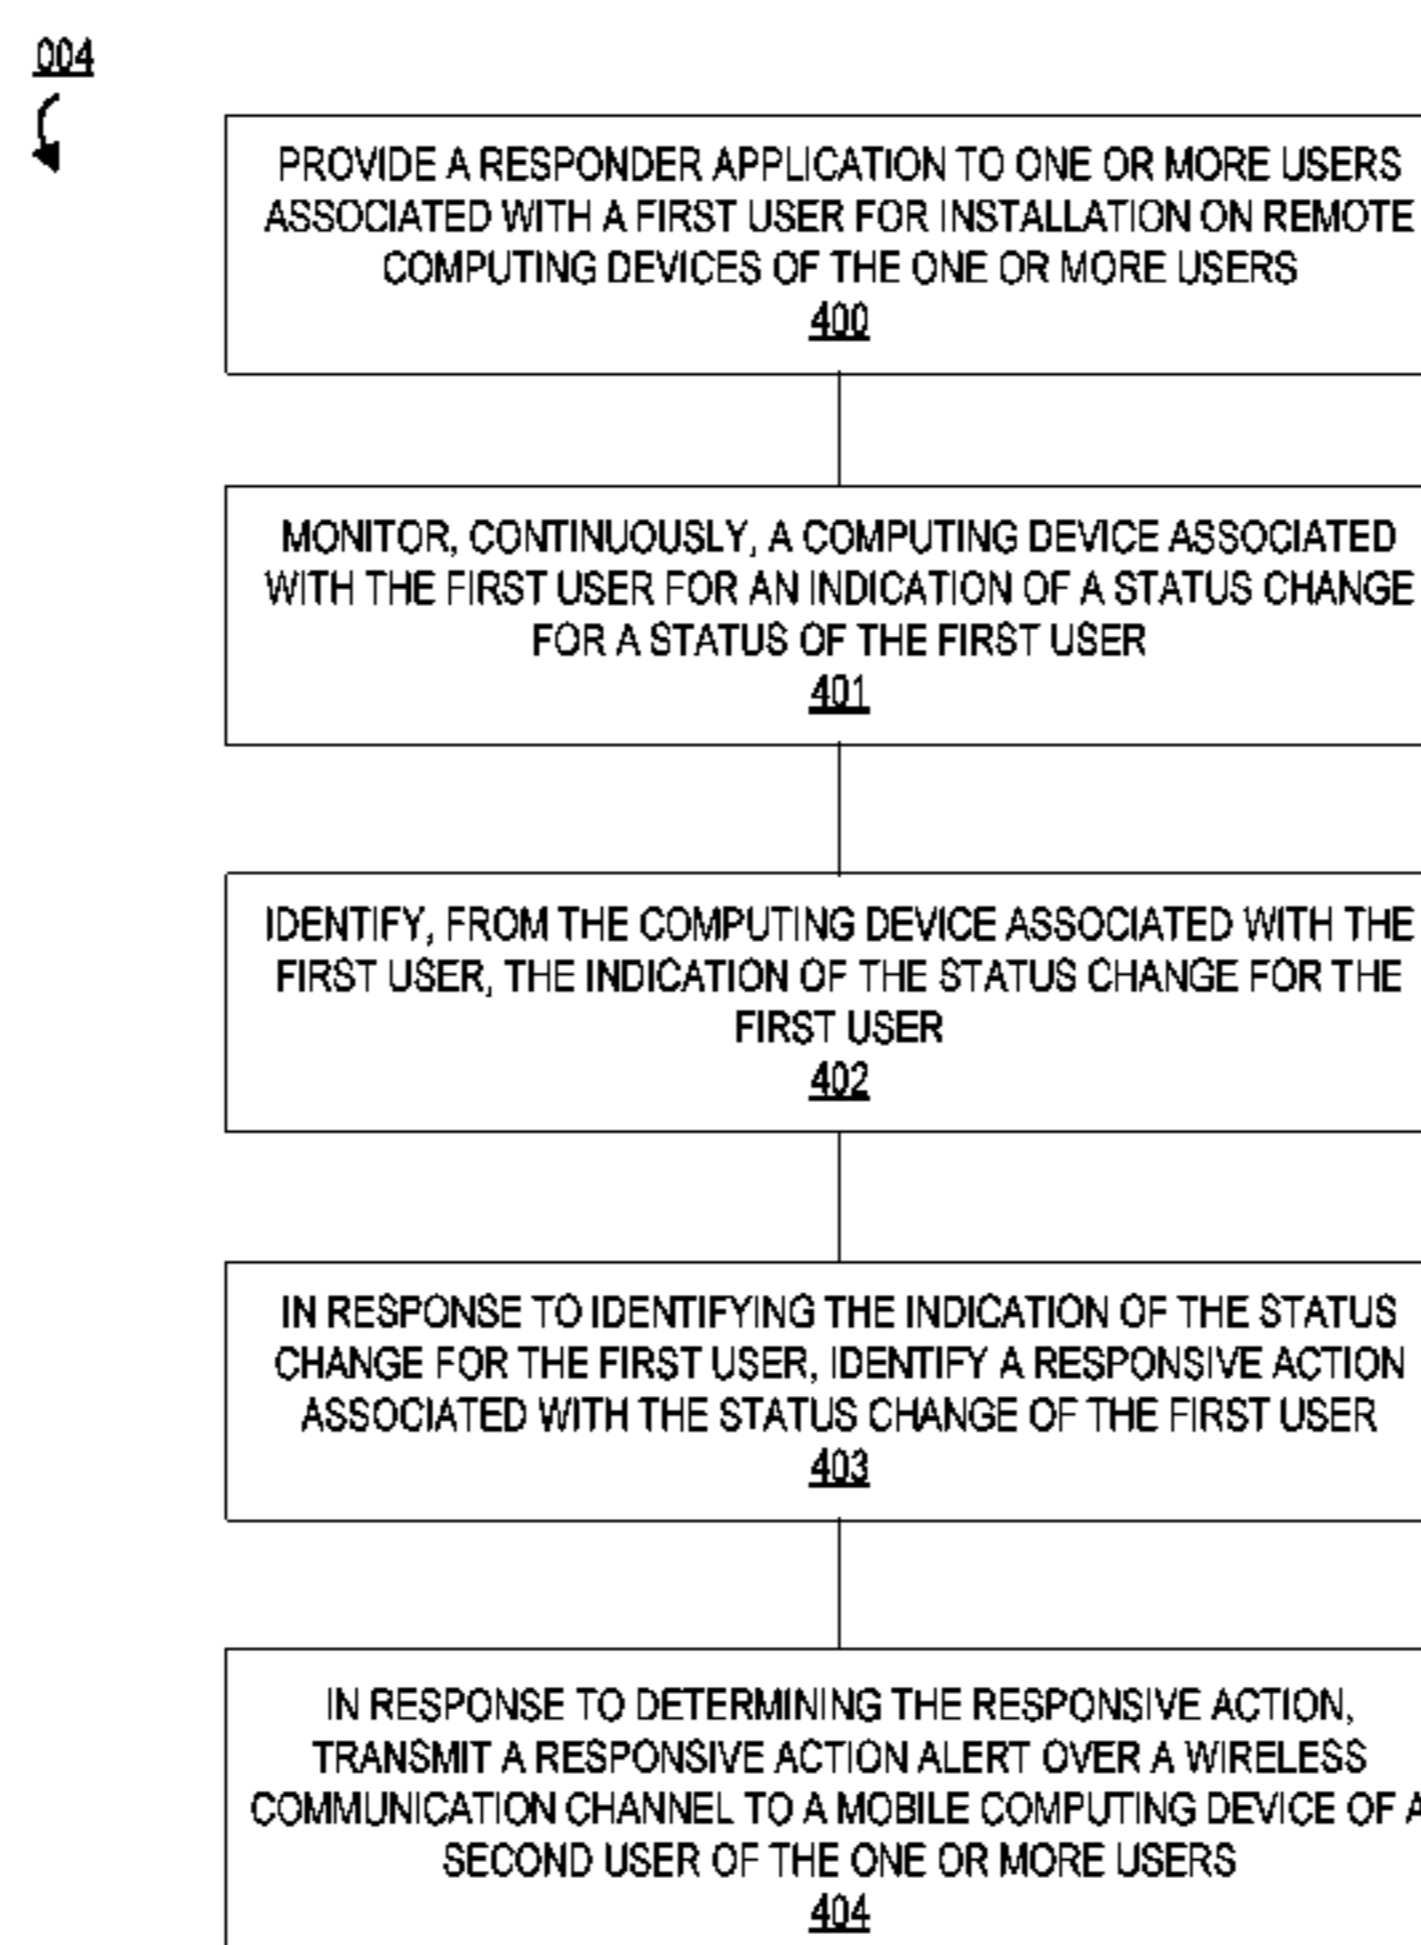 004
PROVIDE A RESPONDER APPLICATION TO ONE OR MORE USERS
ASSOCIATED WITH A FIRST USER FOR INSTALLATION ON REMOTE
COMPUTING DEVICES OF THE ONE OR MORE USERS
400
MONITOR, CONTINUOUSLY, A COMPUTING DEVICE ASSOCIATED
WITH THE FIRST USER FOR AN INDICATION OF A STATUS CHANGE
FOR A STATUS OF THE FIRST USER
401
IDENTIFY, FROM THE COMPUTING DEVICE ASSOCIATED WITH THE
FIRST USER, THE INDICATION OF THE STATUS CHANGE FOR THE
FIRST USER
402
IN RESPONSE TO IDENTIFYING THE INDICATION OF THE STATUS
CHANGE FOR THE FIRST USER, IDENTIFY A RESPONSIVE ACTION
ASSOCIATED WITH THE STATUS CHANGE OF THE FIRST USER
403
IN RESPONSE TO DETERMINING THE RESPONSIVE ACTION,
TRANSMIT A RESPONSIVE ACTION ALERT OVER A WIRELESS
COMMUNICATION CHANNEL TO A MOBILE COMPUTING DEVICE OF A
SECOND USER OF THE ONE OR MORE USERS
404